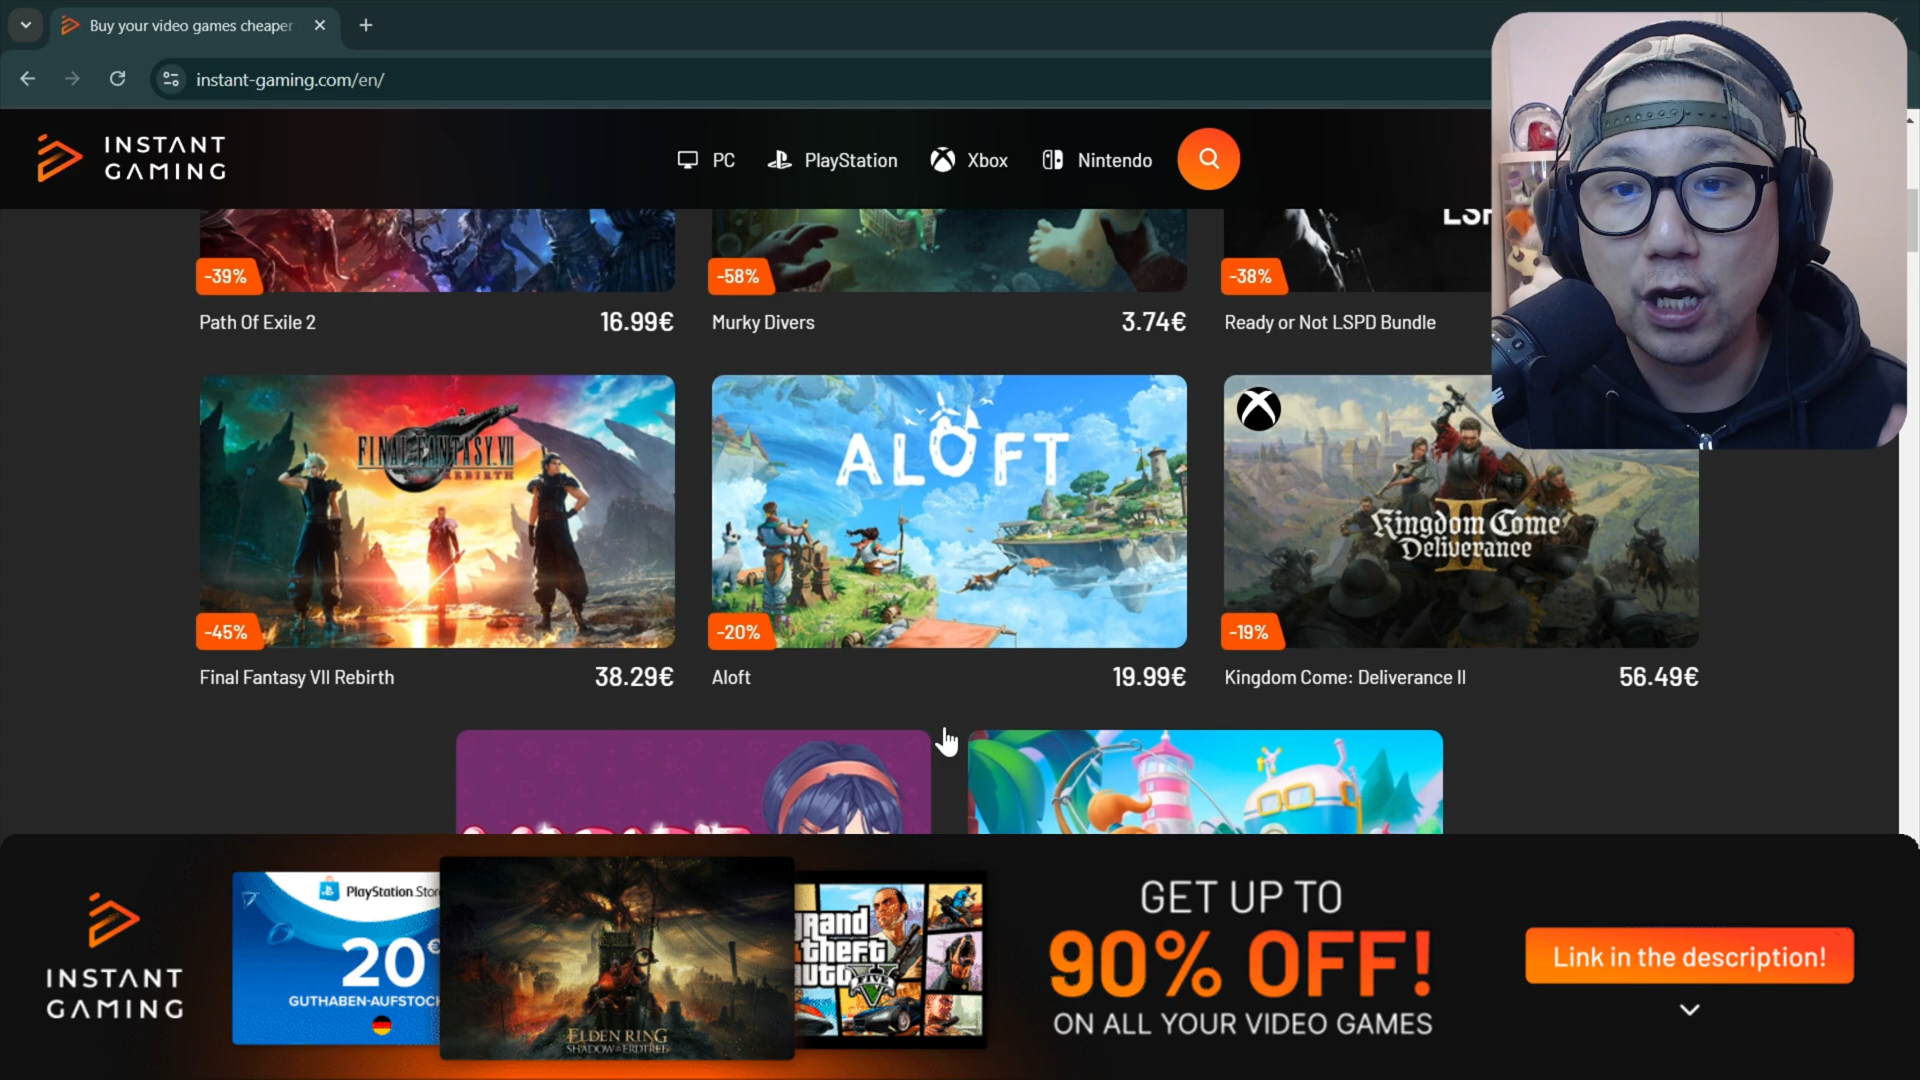 Buy your video games cheaper
instant-gaming.com/en/
INSTANT
GAMING
PC
PlayStation
Xbox
Nintendo
-39%
-58%
-38%
Path Of Exile 2
16.99€
Murky Divers
3.74€
Ready or Not LSPD Bundle
FINAL FANTASY VII
REBIRTH
ALOFT
Kingdom Come
Deliverance
II
-45%
-20%
-19%
Final Fantasy VII Rebirth
38.29€
Aloft
19.99€
Kingdom Come: Deliverance II
56.49€
INSTANT
GAMING
PlayStation Stor
20€
GUTHABEN-AUFSTOCK
ELDEN RING
SHADOW OF THE ERDTREE
grand
theft
auto
FIVE
V
GET UP TO
90% OFF!
ON ALL YOUR VIDEO GAMES
Link in the description!